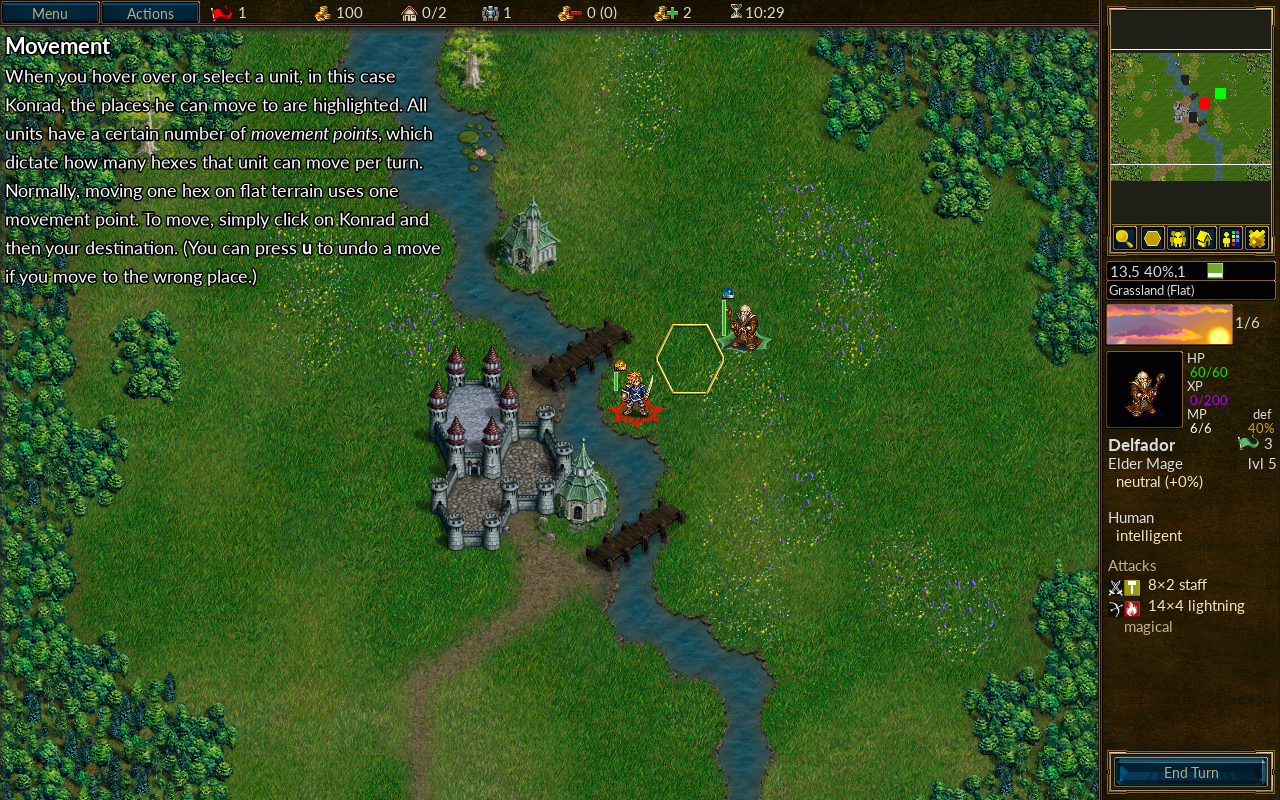 Menu
Actions
1
100
0/2
1
0 (0)
2
10:29
Movement
When you hover over or select a unit, in this case
Konrad, the places he can move to are highlighted. All
units have a certain number of movement points, which
dictate how many hexes that unit can move per turn.
Normally, moving one hex on flat terrain uses one
movement point. To move, simply click on Konrad and
then your destination. (You can press u to undo a move
if you move to the wrong place.)
13,5 40%,1
Grassland (Flat)
1/6
HP
60/60
XP
0/200
MP
def
6/6
40%
Delfador
3
Elder Mage
lvl 5
neutral (+0%)
Human
intelligent
Attacks
8×2 staff
14×4 lightning
magical
End Turn